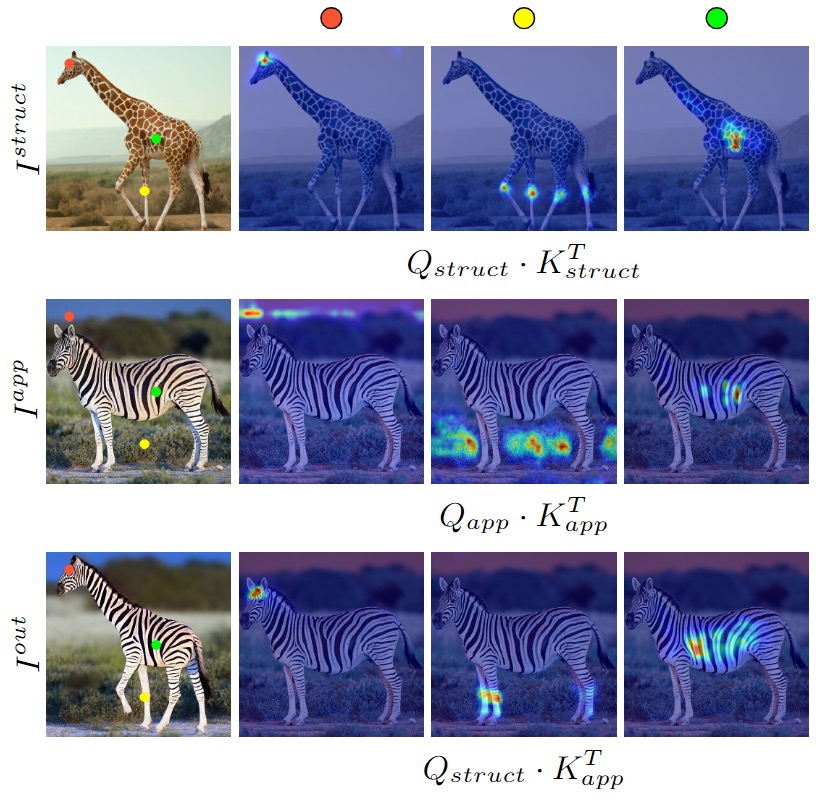 I^{struct}
Q_{struct} · K_{struct}^{T}
I^{app}
Q_{app} · K_{app}^{T}
I^{out}
Q_{struct} · K_{app}^{T}